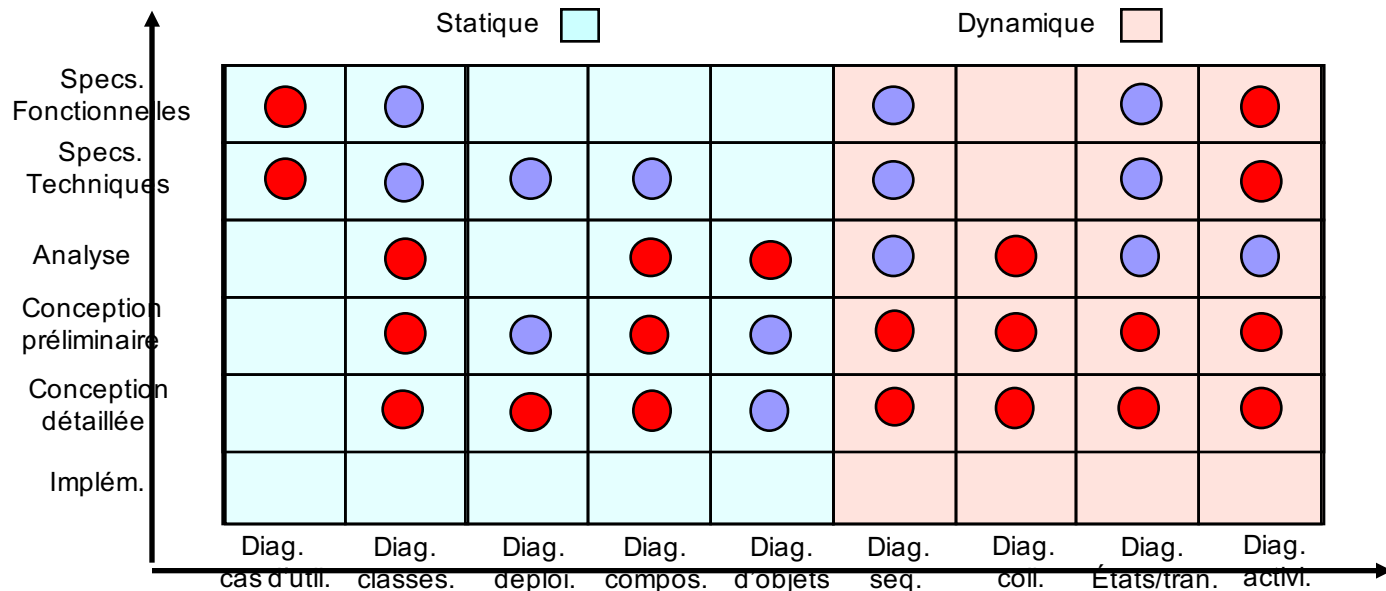 Statique
Dynamique
Specs.
Fonctionnelles
Specs.
Techniques
Analyse
Conception
préliminaire
Conception
détaillée
Implém.
Diag.
cas d'util.
Diag.
classes.
Diag.
déploi.
Diag.
compos.
Diag.
d'objets
Diag.
séq.
Diag.
coll.
Diag.
États/tran.
Diag.
activi.